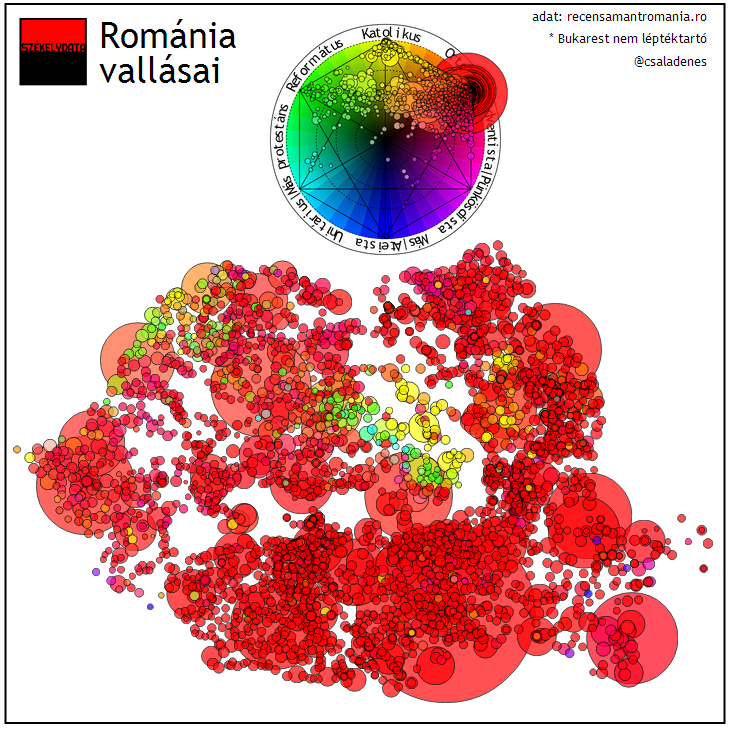 SZÉKELYDATA
Románia
vallásai
adat: recensamantromania.ro
* Bukarest nem léptéktartó
@csaladenes
Katolikus
Református
Unitárius|Más protestáns
Más|Ateista
Pünkösdista